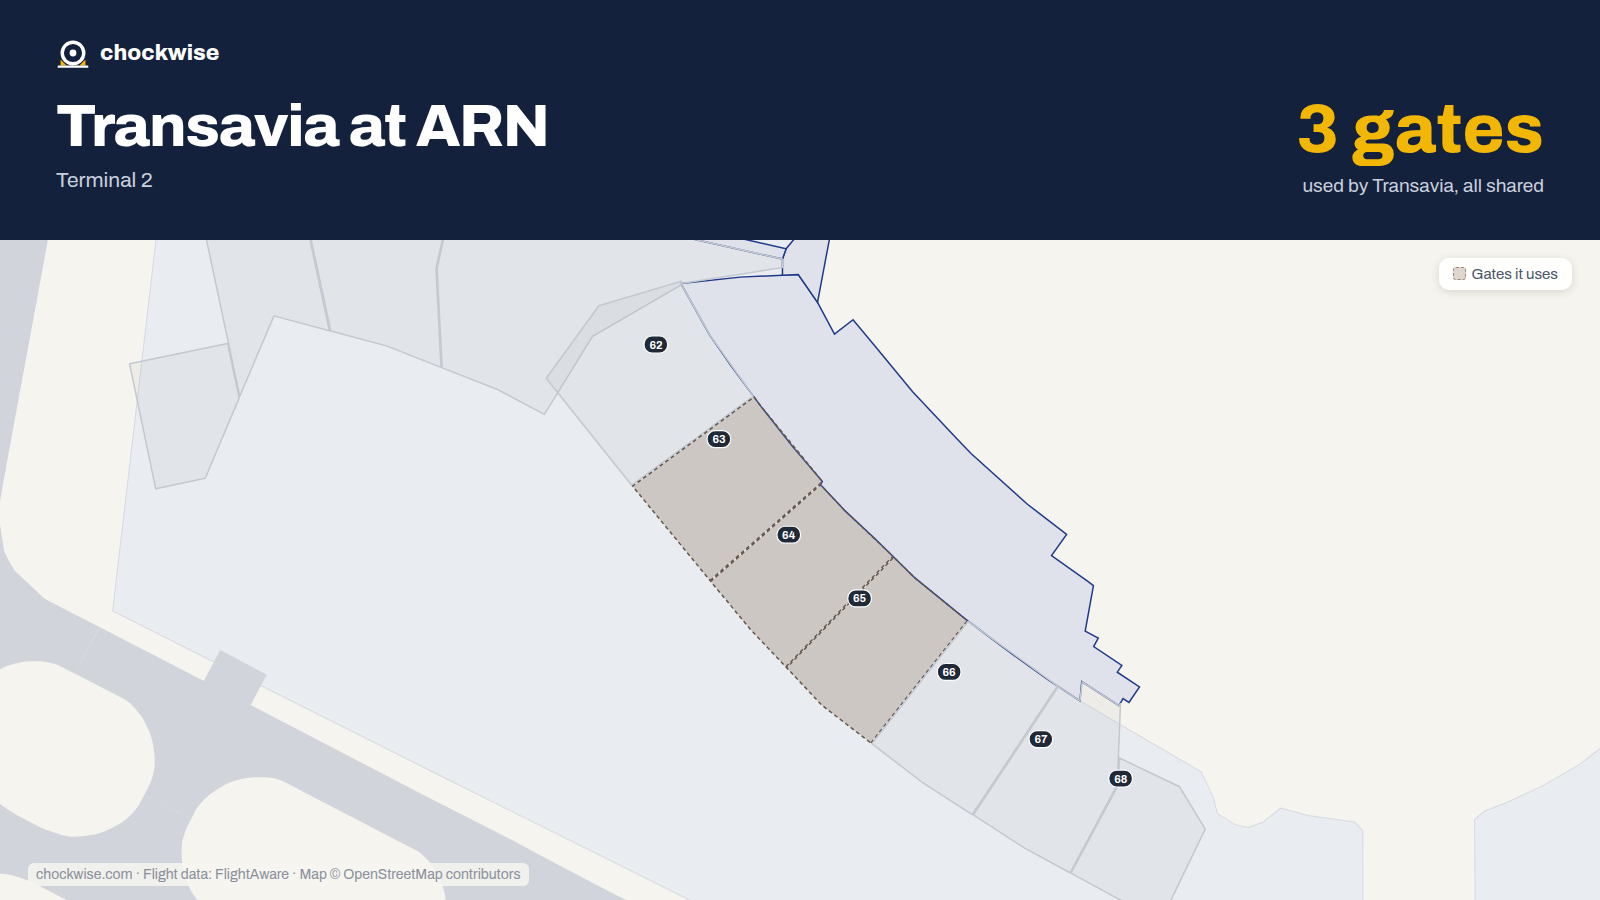 chockwise
Transavia at ARN
Terminal 2
3 gates
used by Transavia, all shared
Gates it uses
62
63
64
65
66
67
68
chockwise.com · Flight data: FlightAware · Map © OpenStreetMap contributors